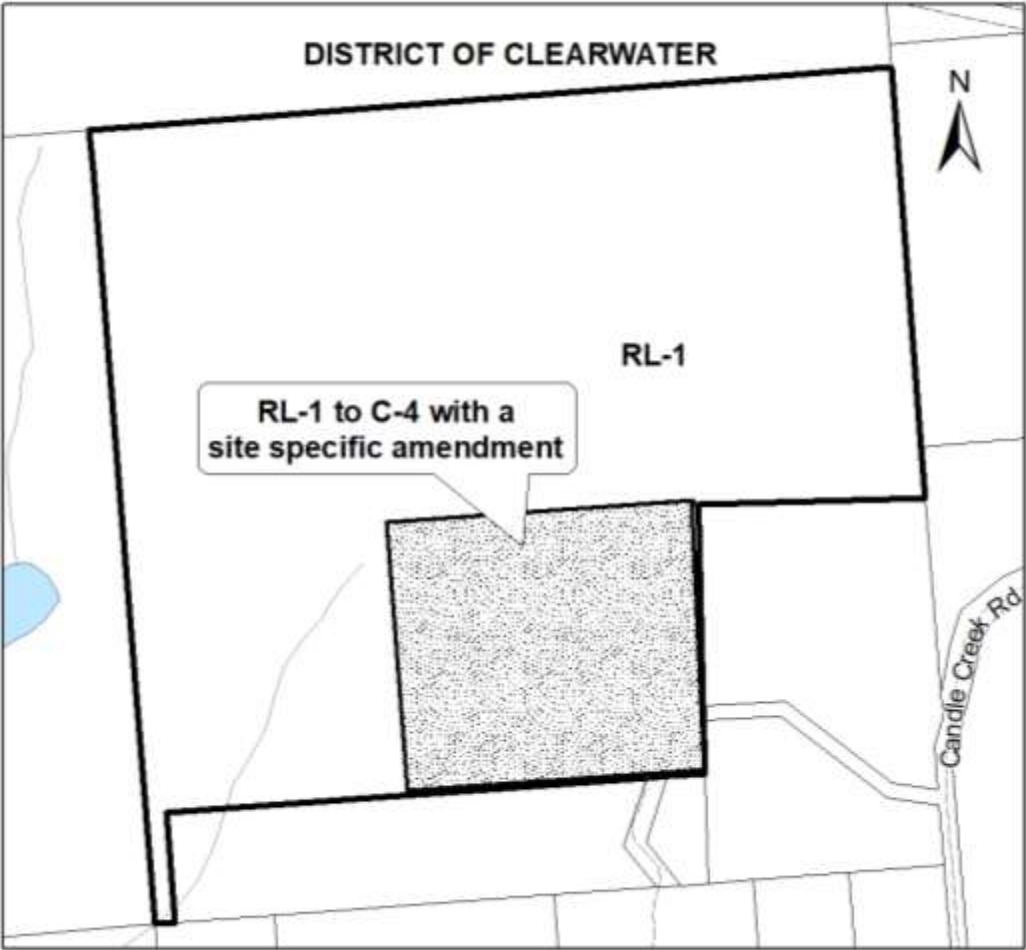 DISTRICT OF CLEARWATER
N
RL-1
RL-1 to C-4 with a
site specific amendment
Candle Creek Rd